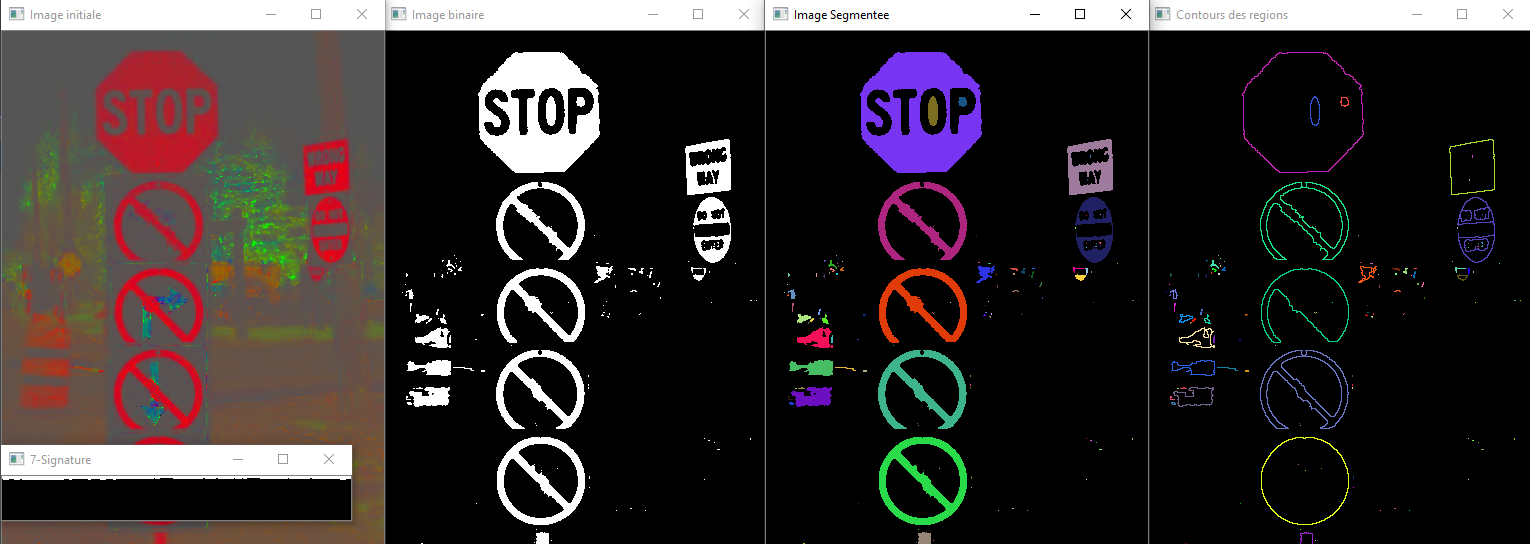 Image initiale
STOP
WRONG
WAY
7-Signature
Image binaire
STOP
WRONG
WAY
DO NOT
ENTER
Image Segmentee
STOP
WRONG
WAY
DO NOT
ENTER
Contours des regions